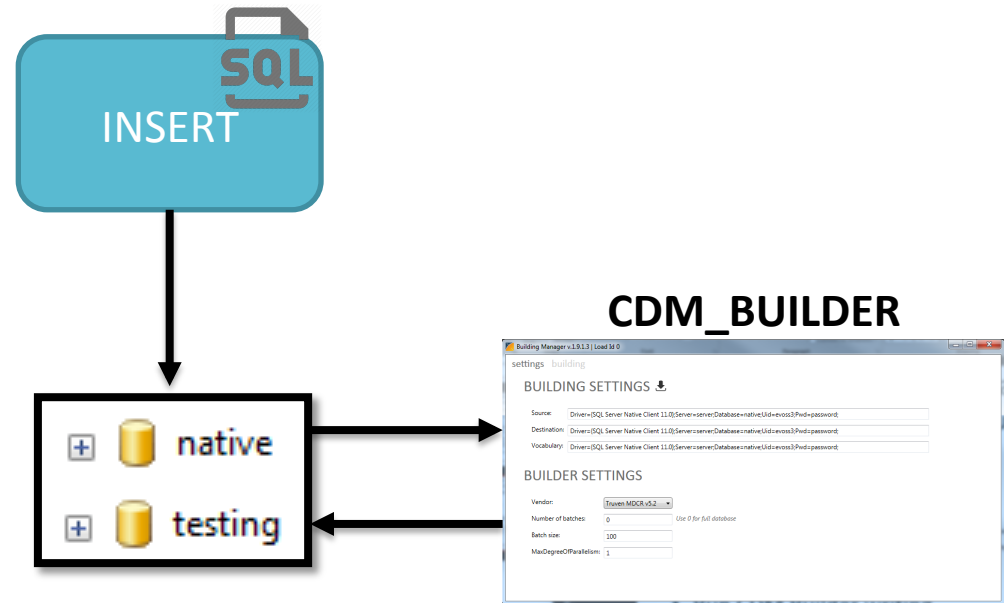 SQL
INSERT
CDM_BUILDER
native
testing
Building Manager v.1.9.1.3 | Load Id 0
settings building
BUILDING SETTINGS
Source: Driver={SQL Server Native Client 11.0};Server=server;Database=native;Uid=evoss3;Pwd=password;
Destination: Driver={SQL Server Native Client 11.0};Server=server;Database=native;Uid=evoss3;Pwd=password;
Vocabulary: Driver={SQL Server Native Client 11.0};Server=server;Database=native;Uid=evoss3;Pwd=password;
BUILDER SETTINGS
Vendor: Truven MDCR v5.2
Number of batches: 0 Use 0 for full database
Batch size: 100
MaxDegreeOfParallelism: 1